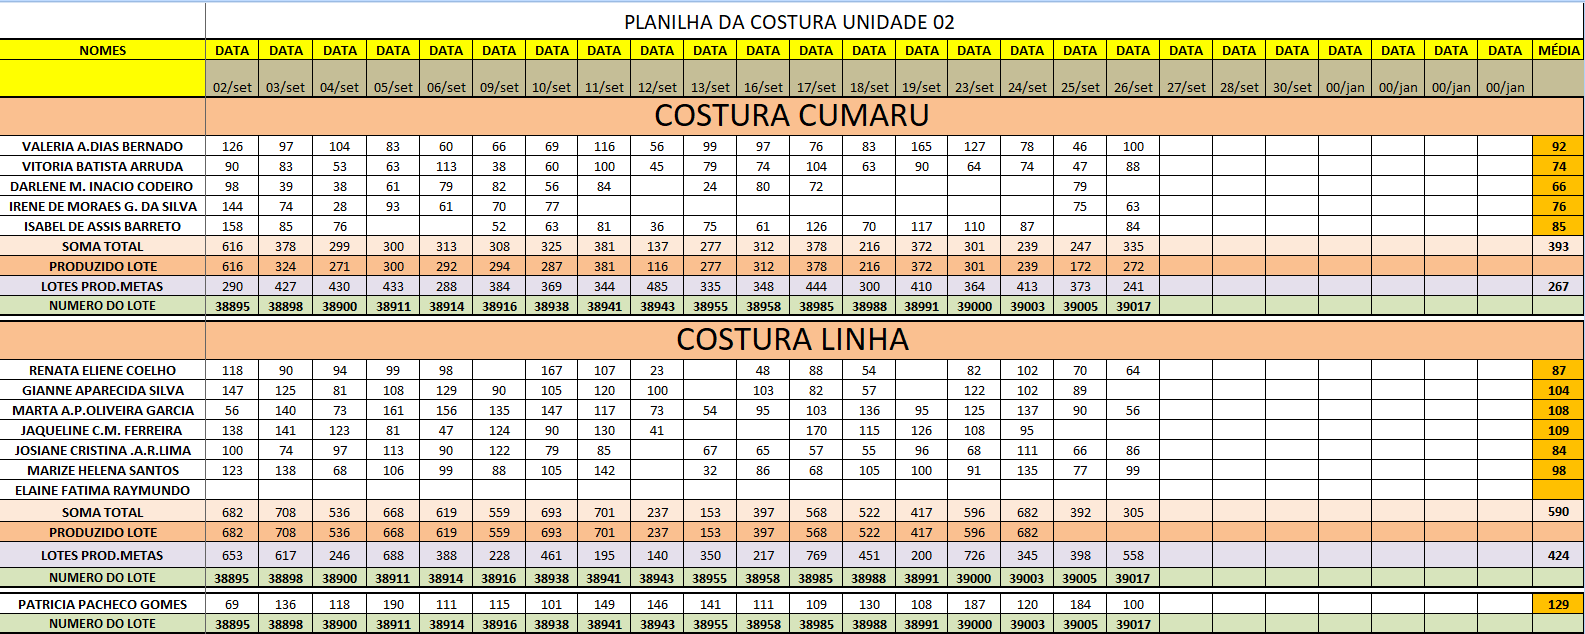 PLANILHA DA COSTURA UNIDADE 02
NOMES DATA DATA DATA DATA DATA DATA DATA DATA DATA DATA DATA DATA DATA DATA DATA DATA DATA DATA DATA DATA DATA DATA DATA DATA DATA MÉDIA
02/set 03/set 04/set 05/set 06/set 09/set 10/set 11/set 12/set 13/set 16/set 17/set 18/set 19/set 23/set 24/set 25/set 26/set 27/set 28/set 30/set 00/jan 00/jan 00/jan 00/jan
COSTURA CUMARU
VALERIA A.DIAS BERNADO 126 97 104 83 60 66 69 116 56 99 97 76 83 165 127 78 46 100 92
VITORIA BATISTA ARRUDA 90 83 53 63 113 38 60 100 45 79 74 104 63 90 64 74 47 88 74
DARLENE M. INACIO CODEIRO 98 39 38 61 79 82 56 84 24 80 72 79 66
IRENE DE MORAES G. DA SILVA 144 74 28 93 61 70 77 75 63 76
ISABEL DE ASSIS BARRETO 158 85 76 52 63 81 36 75 61 126 70 117 110 87 84 85
SOMA TOTAL 616 378 299 300 313 308 325 381 137 277 312 378 216 372 301 239 247 335 393
PRODUZIDO LOTE 616 324 271 300 292 294 287 381 116 277 312 378 216 372 301 239 172 272
LOTES PROD.METAS 290 427 430 433 288 384 369 344 485 335 348 444 300 410 364 413 373 241 267
NUMERO DO LOTE 38895 38898 38900 38911 38914 38916 38938 38941 38943 38955 38958 38985 38988 38991 39000 39003 39005 39017
COSTURA LINHA
RENATA ELIENE COELHO 118 90 94 99 98 167 107 23 48 88 54 82 102 70 64 87
GIANNE APARECIDA SILVA 147 125 81 108 129 90 105 120 100 103 82 57 122 102 89 104
MARTA A.P.OLIVEIRA GARCIA 56 140 73 161 156 135 147 117 73 54 95 103 136 95 125 137 90 56 108
JAQUELINE C.M. FERREIRA 138 141 123 81 47 124 90 130 41 170 115 126 108 95 109
JOSIANE CRISTINA .A.R.LIMA 100 74 97 113 90 122 79 85 67 65 57 55 96 68 111 66 86 84
MARIZE HELENA SANTOS 123 138 68 106 99 88 105 142 32 86 68 105 100 91 135 77 99 98
ELAINE FATIMA RAYMUNDO
SOMA TOTAL 682 708 536 668 619 559 693 701 237 153 397 568 522 417 596 682 392 305 590
PRODUZIDO LOTE 682 708 536 668 619 559 693 701 237 153 397 568 522 417 596 682
LOTES PROD.METAS 653 617 246 688 388 228 461 195 140 350 217 769 451 200 726 345 398 558 424
NUMERO DO LOTE 38895 38898 38900 38911 38914 38916 38938 38941 38943 38955 38958 38985 38988 38991 39000 39003 39005 39017
PATRICIA PACHECO GOMES 69 136 118 190 111 115 101 149 146 141 111 109 130 108 187 120 184 100 129
NUMERO DO LOTE 38895 38898 38900 38911 38914 38916 38938 38941 38943 38955 38958 38985 38988 38991 39000 39003 39005 39017